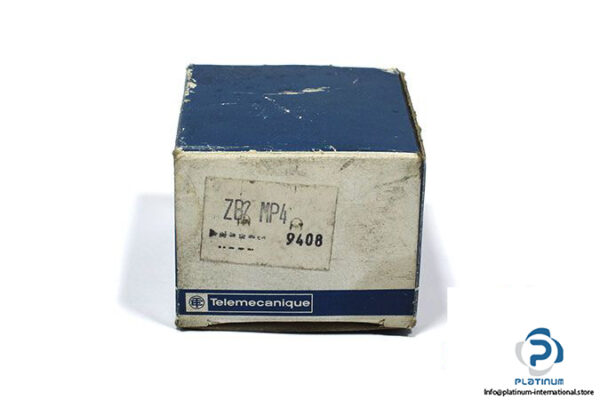 ZB2 MP4
9408
Telemecanique
PLATINUM
Info@platinum-international.store